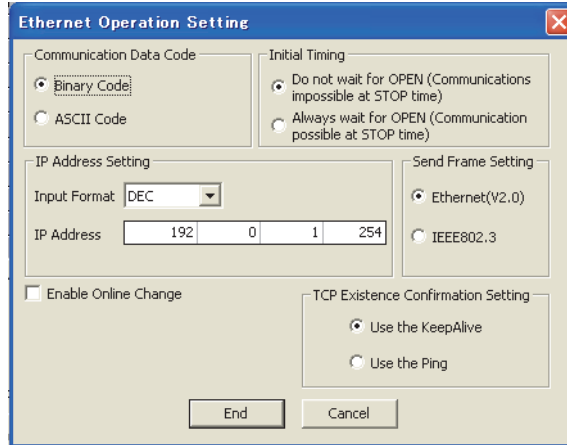 Ethernet Operation Setting
Communication Data Code
Binary Code
ASCII Code
Initial Timing
Do not wait for OPEN (Communications
impossible at STOP time)
Always wait for OPEN (Communication
possible at STOP time)
IP Address Setting
Input Format DEC
IP Address 192 0 1 254
Send Frame Setting
Ethernet(V2.0)
IEEE802.3
Enable Online Change
TCP Existence Confirmation Setting
Use the KeepAlive
Use the Ping
End Cancel